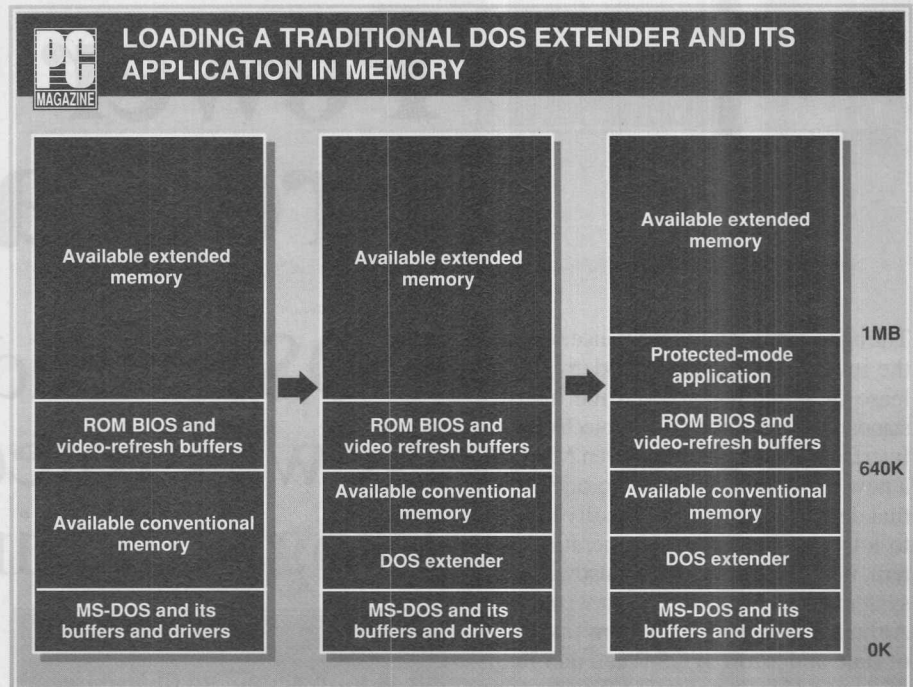 PC
MAGAZINE
LOADING A TRADITIONAL DOS EXTENDER AND ITS
APPLICATION IN MEMORY
Available extended
memory
ROM BIOS and
video-refresh buffers
Available conventional
memory
MS-DOS and its
buffers and drivers
Available extended
memory
ROM BIOS and
video refresh buffers
Available conventional
memory
DOS extender
MS-DOS and its
buffers and drivers
Available extended
memory
Protected-mode
application
ROM BIOS and
video-refresh buffers
Available conventional
memory
DOS extender
MS-DOS and its
buffers and drivers
1MB
640K
0K